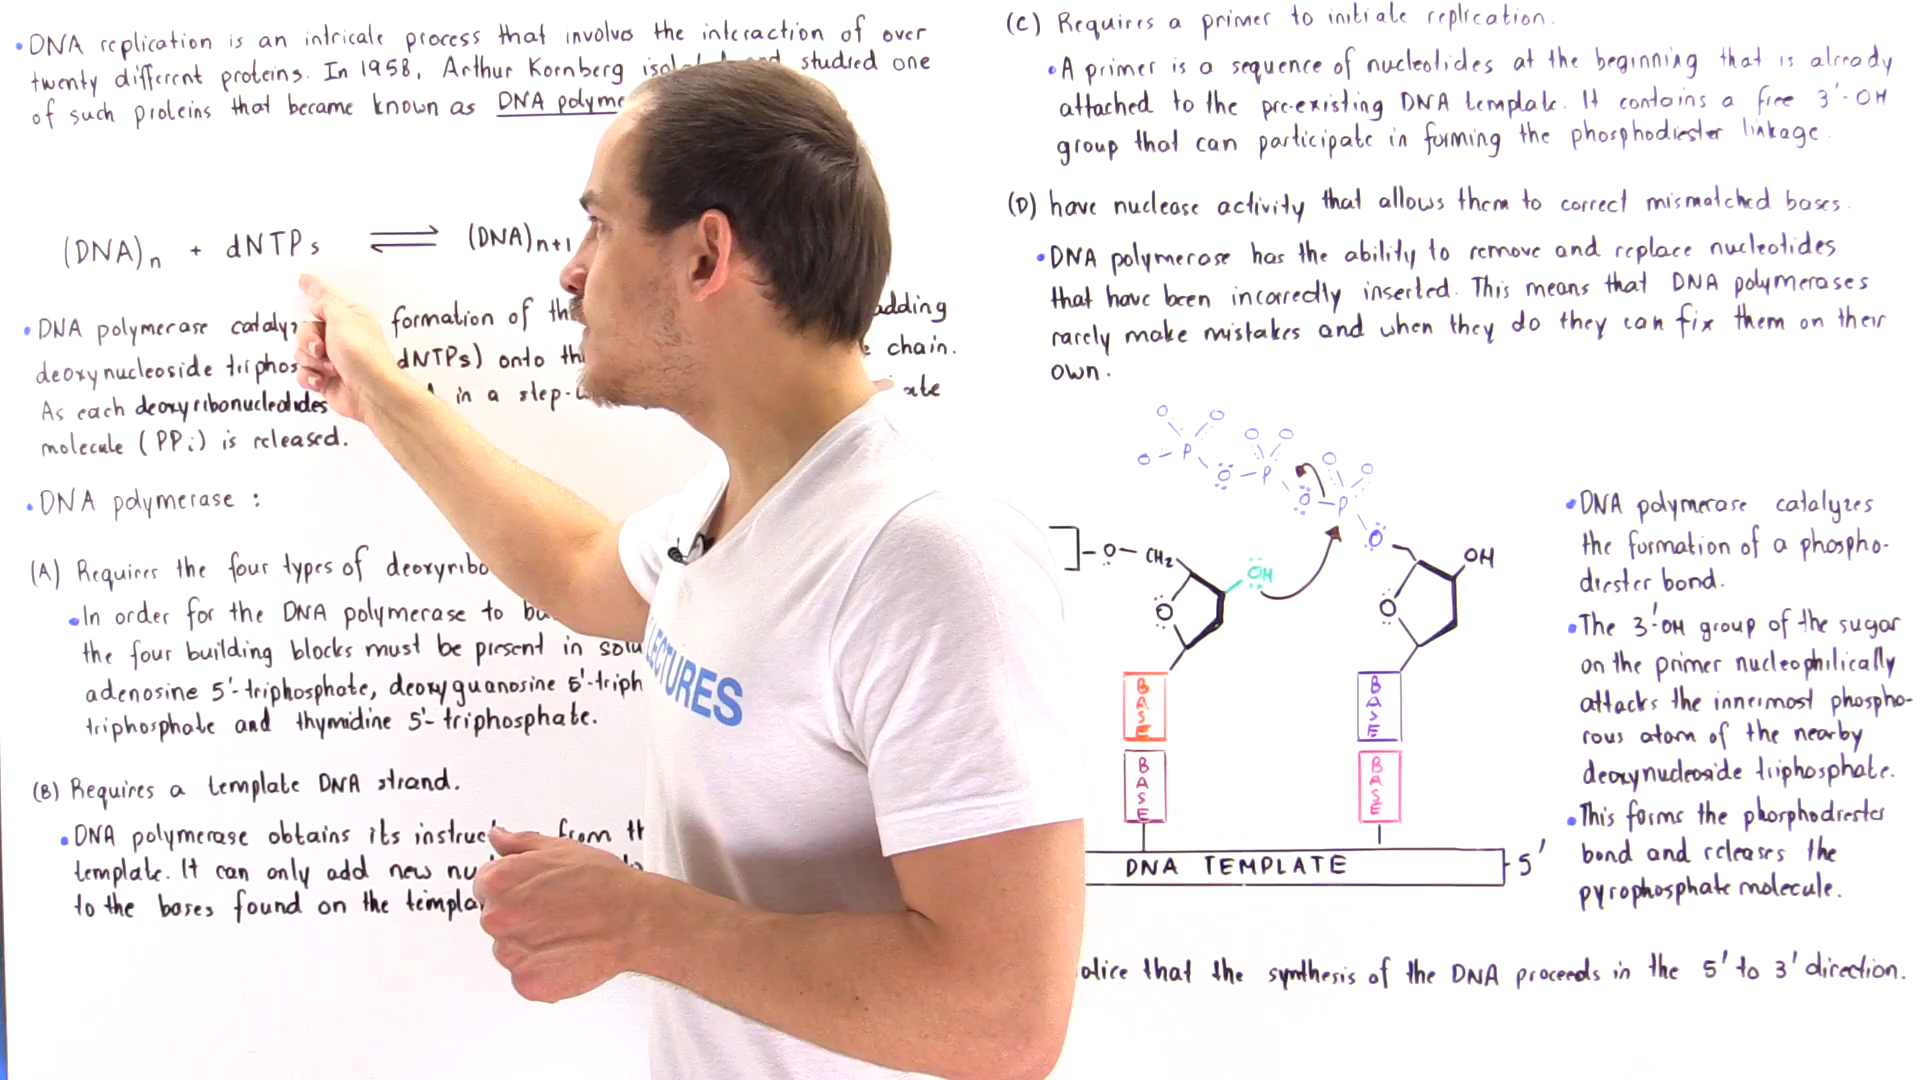 • DNA replication is an intricate process that involves the interaction of over
twenty different proteins. In 1958, Arthur Kornberg studied one
of such proteins that became known as DNA polyme
(DNA)n + dNTPs ⇌ (DNA)n+1
• DNA polymerase cataly formation of th adding
deoxynucleoside triphos dNTPs) onto th chain.
As each deoxyribonucleotides in a step-
molecule (PPi) is released.
• DNA polymerase :
(A) Requires the four types of deoxyribo
• In order for the DNA polymerase to bu
the four building blocks must be present in solu
adenosine 5'-triphosphate, deoxyguanosine 5'-triph
triphosphate and thymidine 5'- triphosphate.
(B) Requires a template DNA strand.
• DNA polymerase obtains its instruc from th
template. It can only add new nu
to the bases found on the templa
LECTURES
(C) Requires a primer to initiate replication.
• A primer is a sequence of nucleotides at the beginning that is already
attached to the pre-existing DNA template. It contains a free 3'-OH
group that can participate in forming the phosphodiester linkage.
(D) have nuclease activity that allows them to correct mismatched bases.
• DNA polymerase has the ability to remove and replace nucleotides
that have been incorrectly inserted. This means that DNA polymerases
rarely make mistakes and when they do they can fix them on their
own.
O O O O O O
O P O P O P
O
O CH2 OH OH
O O
BASE BASE
BASE BASE
DNA TEMPLATE 5'
• DNA polymerase catalyzes
the formation of a phospho-
diester bond.
• The 3'-OH group of the sugar
on the primer nucleophilically
attacks the innermost phospho-
rous atom of the nearby
deoxynucleoside triphosphate.
• This forms the phosphodiester
bond and releases the
pyrophosphate molecule.
otice that the synthesis of the DNA proceeds in the 5' to 3' direction.